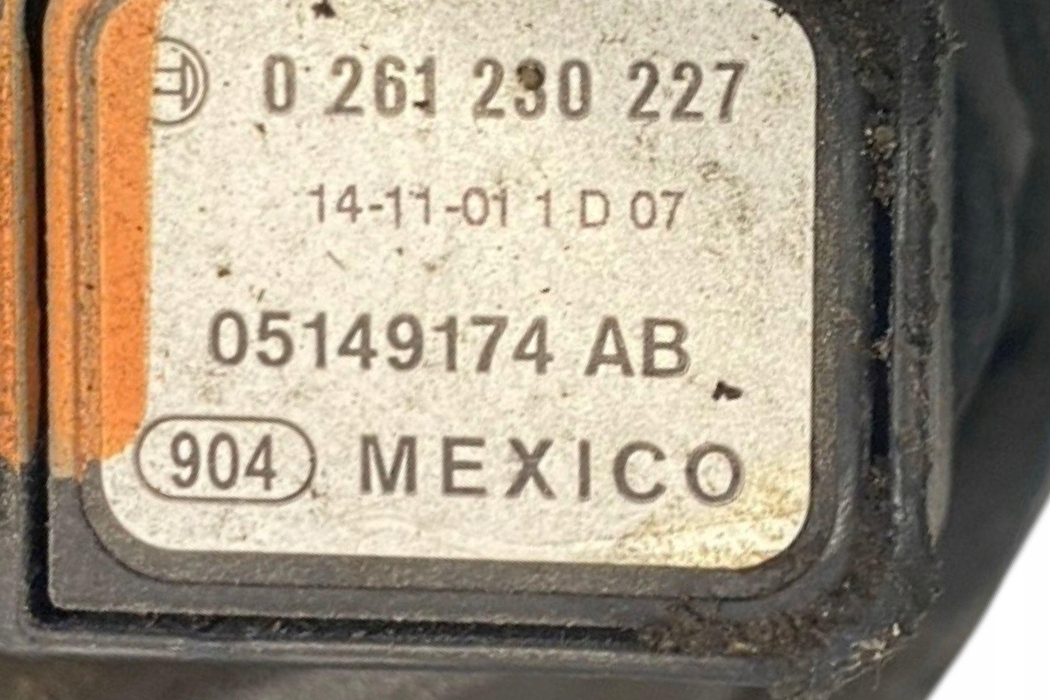 0 261 230 227
14-11-01 1 D 07
05149174 AB
904 MEXICO